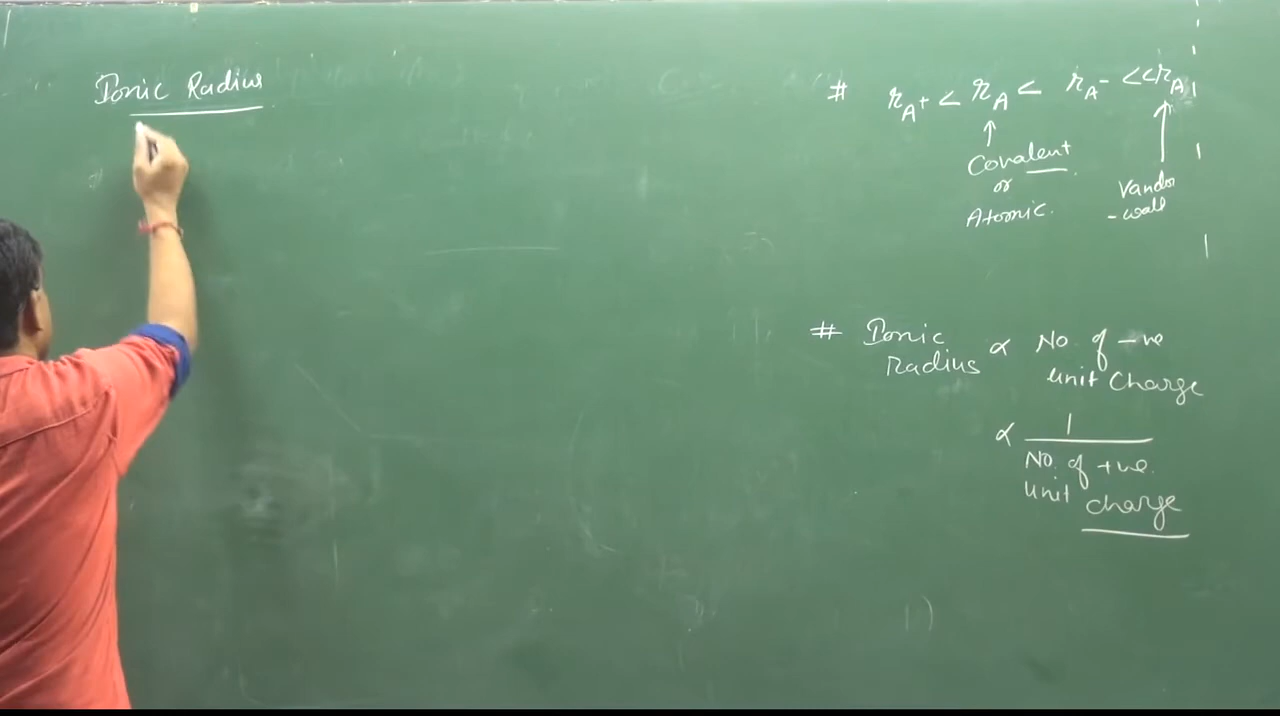 Ionic Radius
# r_A+ < r_A < r_A- << r_A
Covalent
or
Atomic.
Vander
-wall
# Ionic radius ∝ No. of -ve
unit charge
∝ 1
No. of +ve.
unit charge
1)